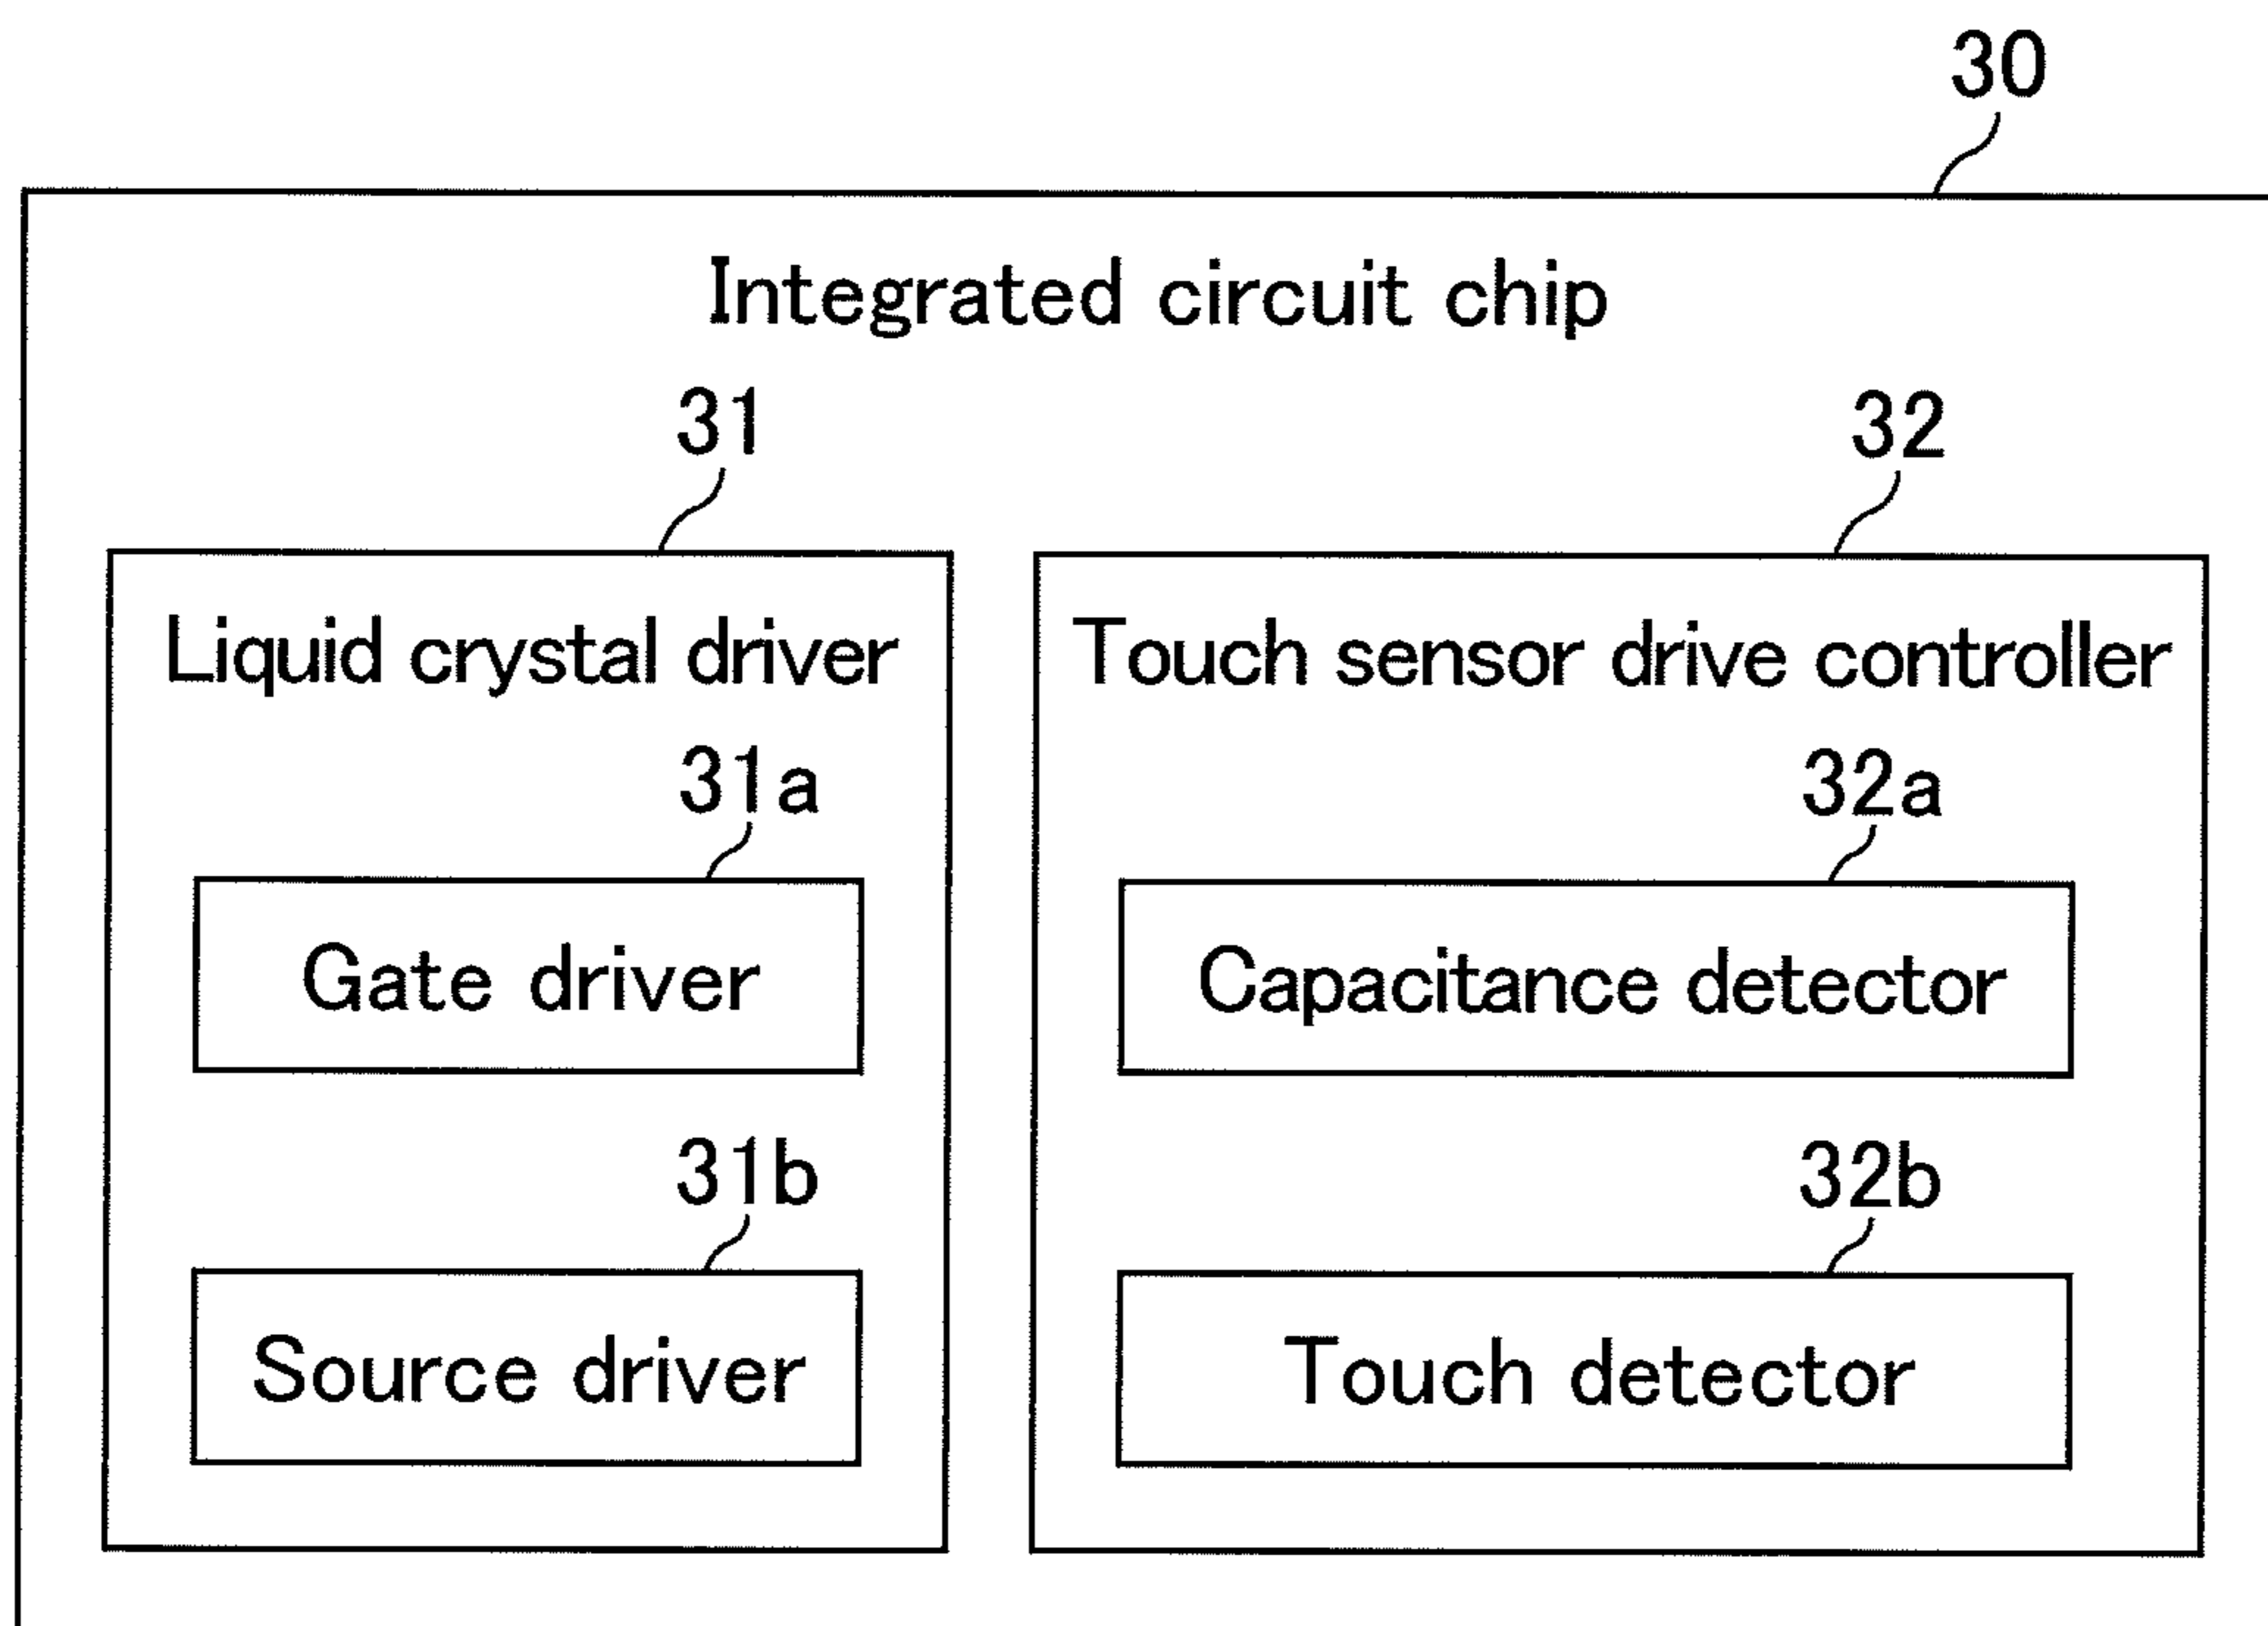 30
Integrated circuit chip
31
32
Liquid crystal driver
Touch sensor drive controller
31a
32a
Gate driver
Capacitance detector
31b
32b
Source driver
Touch detector